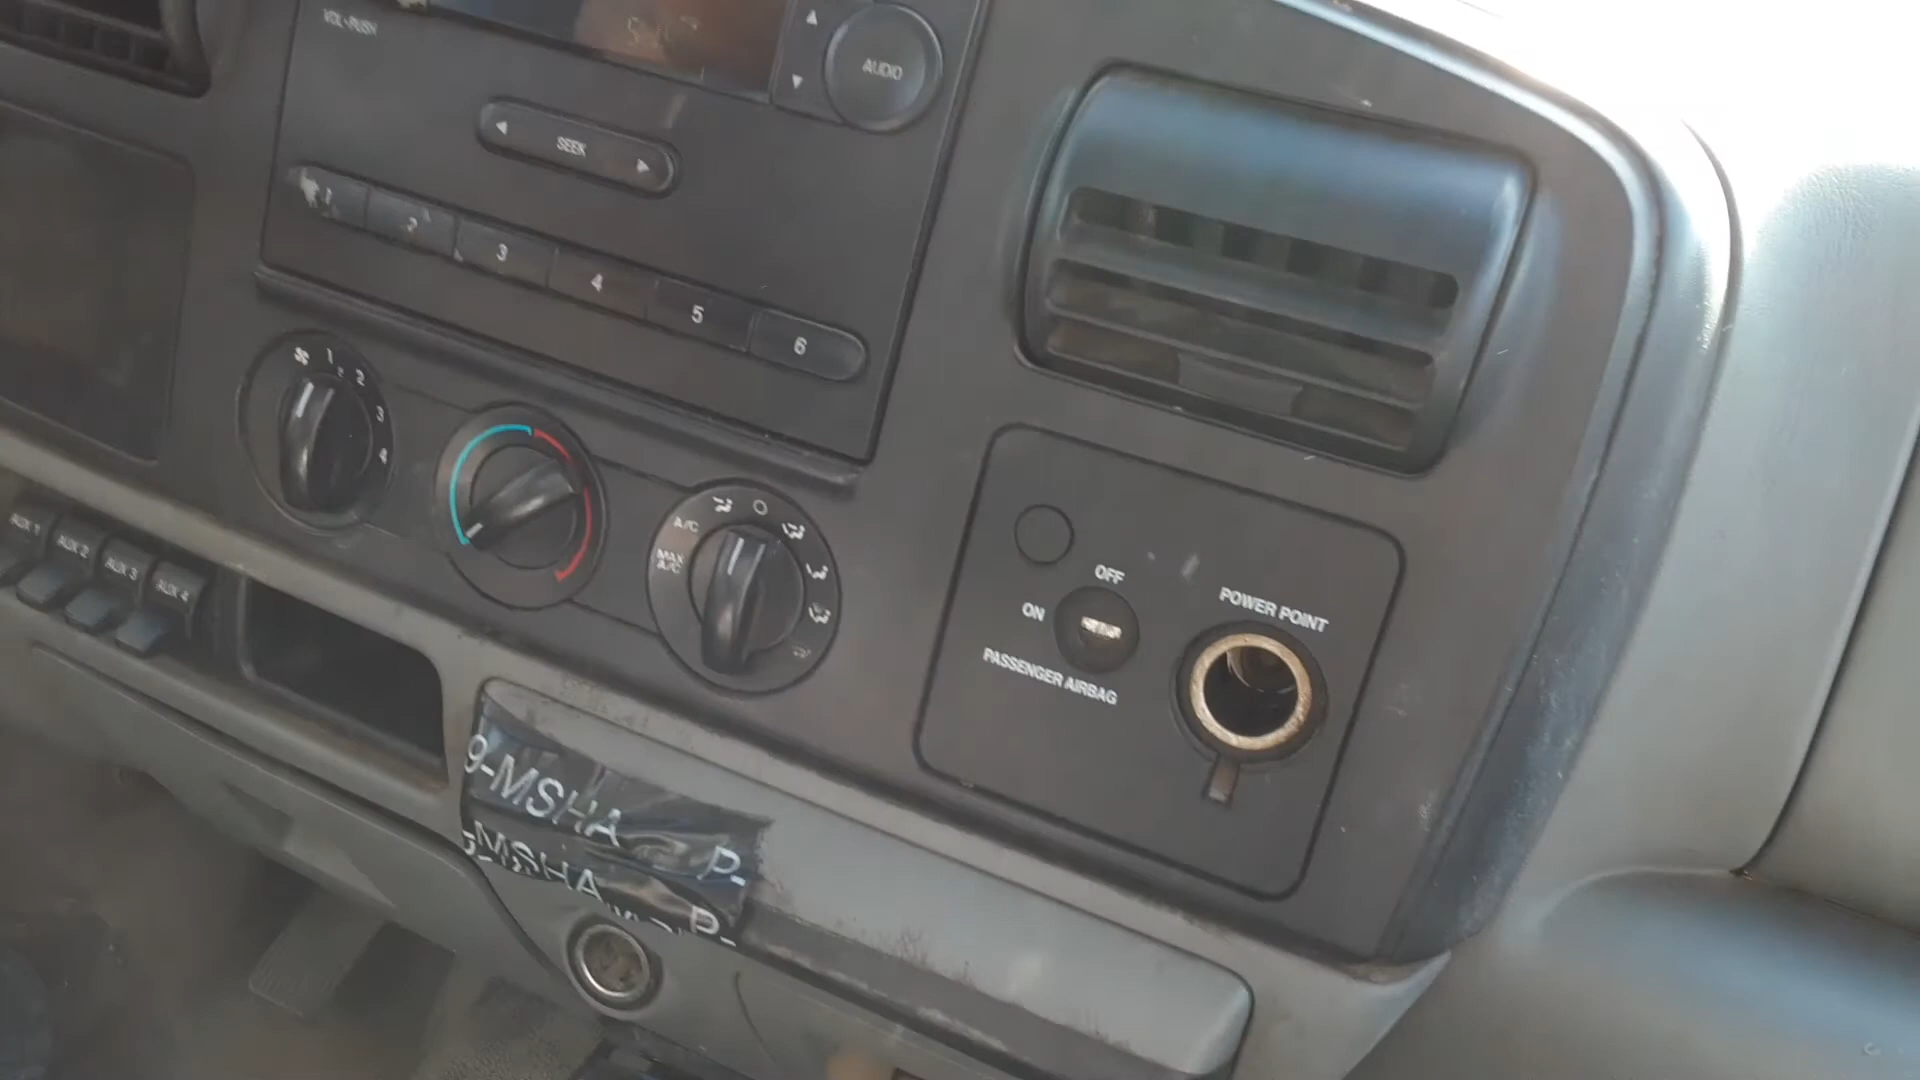 VOL-PUSH
AUDIO
SEEK
1
2
3
4
5
6
1
2
3
4
A/C
MAX
A/C
AUX 1
AUX 2
AUX 3
AUX 4
OFF
ON
PASSENGER AIRBAG
POWER POINT
9-MSHA P-
-MSHA P-